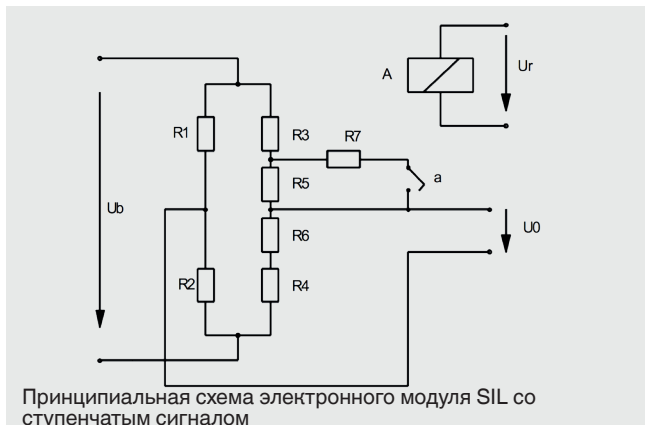 A
Ur
R1
R3
R7
R5
a
Ub
R6
U0
R2
R4
Принципиальная схема электронного модуля SIL со
ступенчатым сигналом